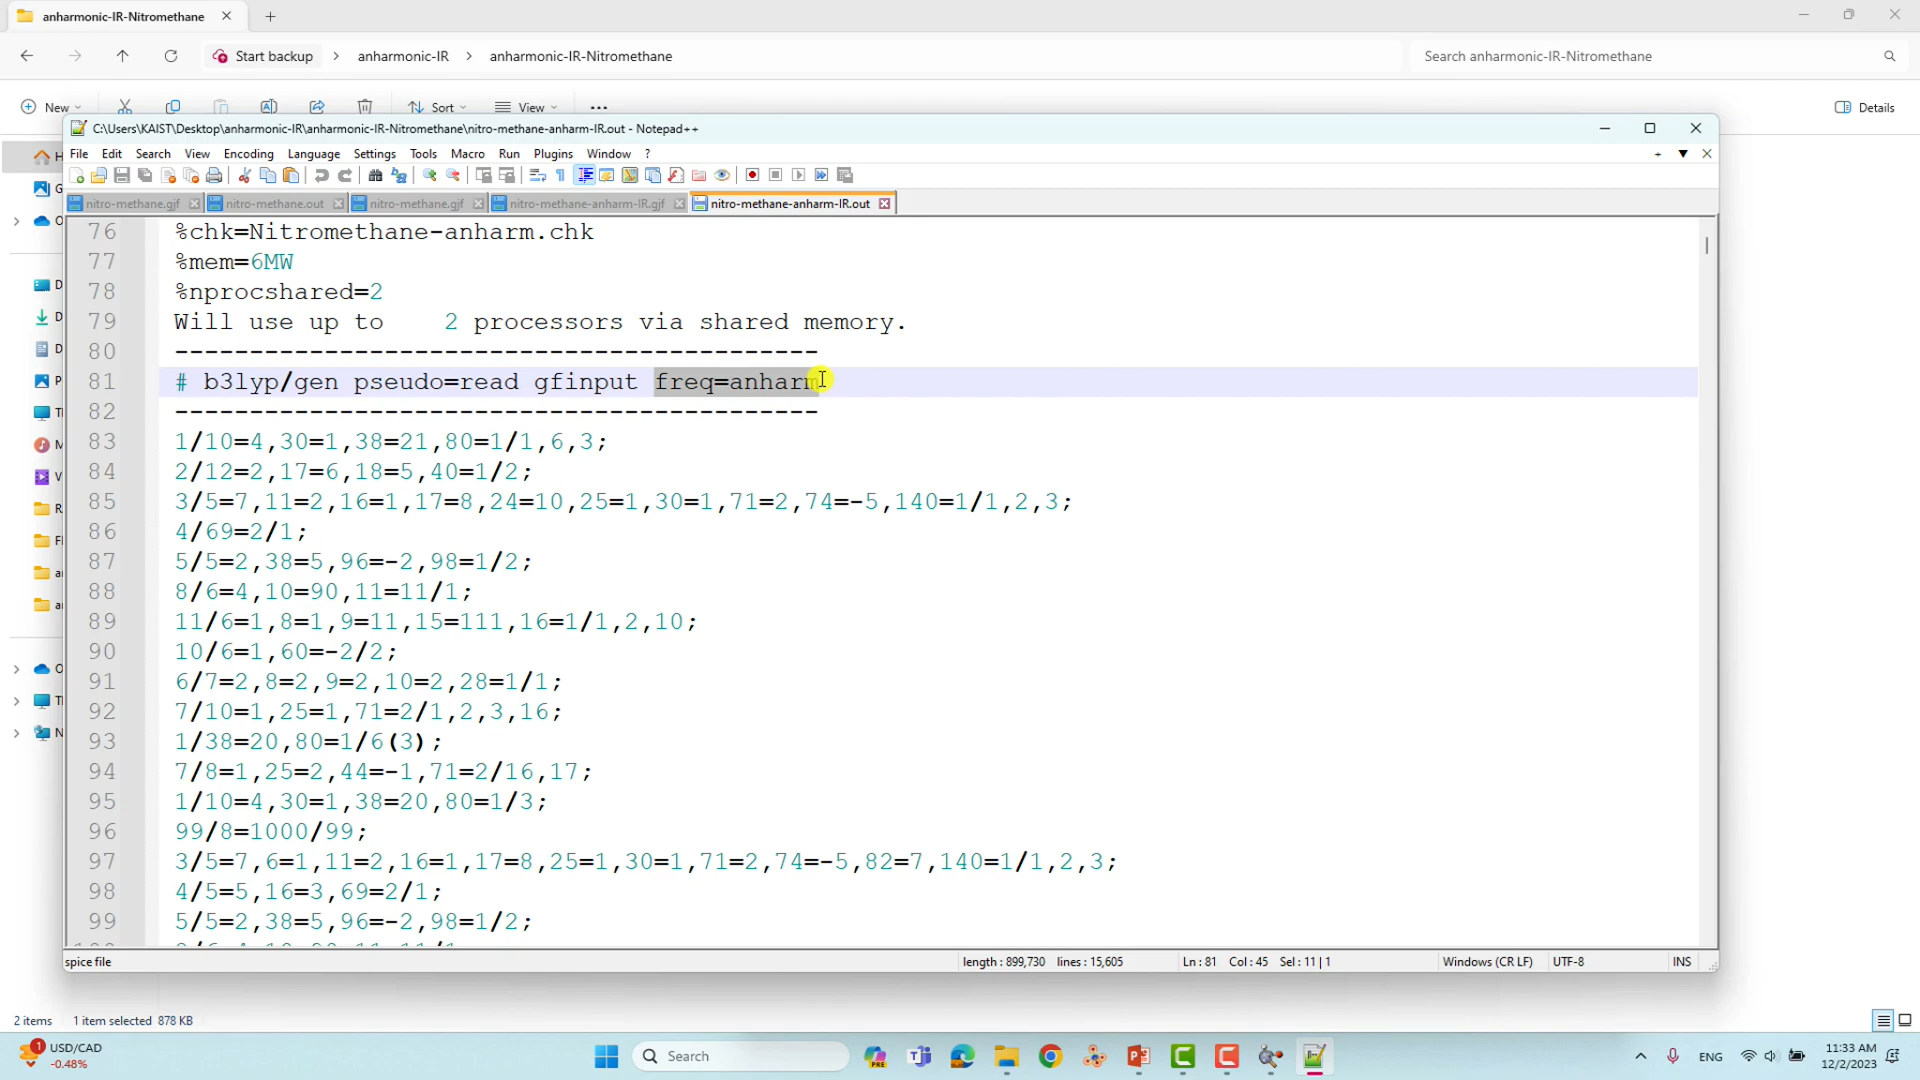 anharmonic-IR-Nitromethane
Start backup > anharmonic-IR > anharmonic-IR-Nitromethane
Search anharmonic-IR-Nitromethane
New
Sort
View
Details
C:\Users\KAIST\Desktop\anharmonic-IR\anharmonic-IR-Nitromethane\nitro-methane-anharm-IR.out - Notepad++
File Edit Search View Encoding Language Settings Tools Macro Run Plugins Window ?
nitro-methane.gjf nitro-methane.out nitro-methane.gjf nitro-methane-anharm-IR.gjf nitro-methane-anharm-IR.out
76 %chk=Nitromethane-anharm.chk
77 %mem=6MW
78 %nprocshared=2
79 Will use up to    2 processors via shared memory.
80 -------------------------------------------
81 # b3lyp/gen pseudo=read gfinput freq=anharm
82 -------------------------------------------
83 1/10=4,30=1,38=21,80=1/1,6,3;
84 2/12=2,17=6,18=5,40=1/2;
85 3/5=7,11=2,16=1,17=8,24=10,25=1,30=1,71=2,74=-5,140=1/1,2,3;
86 4/69=2/1;
87 5/5=2,38=5,96=-2,98=1/2;
88 8/6=4,10=90,11=11/1;
89 11/6=1,8=1,9=11,15=111,16=1/1,2,10;
90 10/6=1,60=-2/2;
91 6/7=2,8=2,9=2,10=2,28=1/1;
92 7/10=1,25=1,71=2/1,2,3,16;
93 1/38=20,80=1/6(3);
94 7/8=1,25=2,44=-1,71=2/16,17;
95 1/10=4,30=1,38=20,80=1/3;
96 99/8=1000/99;
97 3/5=7,6=1,11=2,16=1,17=8,25=1,30=1,71=2,74=-5,82=7,140=1/1,2,3;
98 4/5=5,16=3,69=2/1;
99 5/5=2,38=5,96=-2,98=1/2;
spice file
length : 899,730 lines : 15,605
Ln : 81 Col : 45 Sel : 11 | 1
Windows (CR LF)
UTF-8
INS
2 items 1 item selected 878 KB
USD/CAD
-0.48%
Search
ENG
11:33 AM
12/2/2023